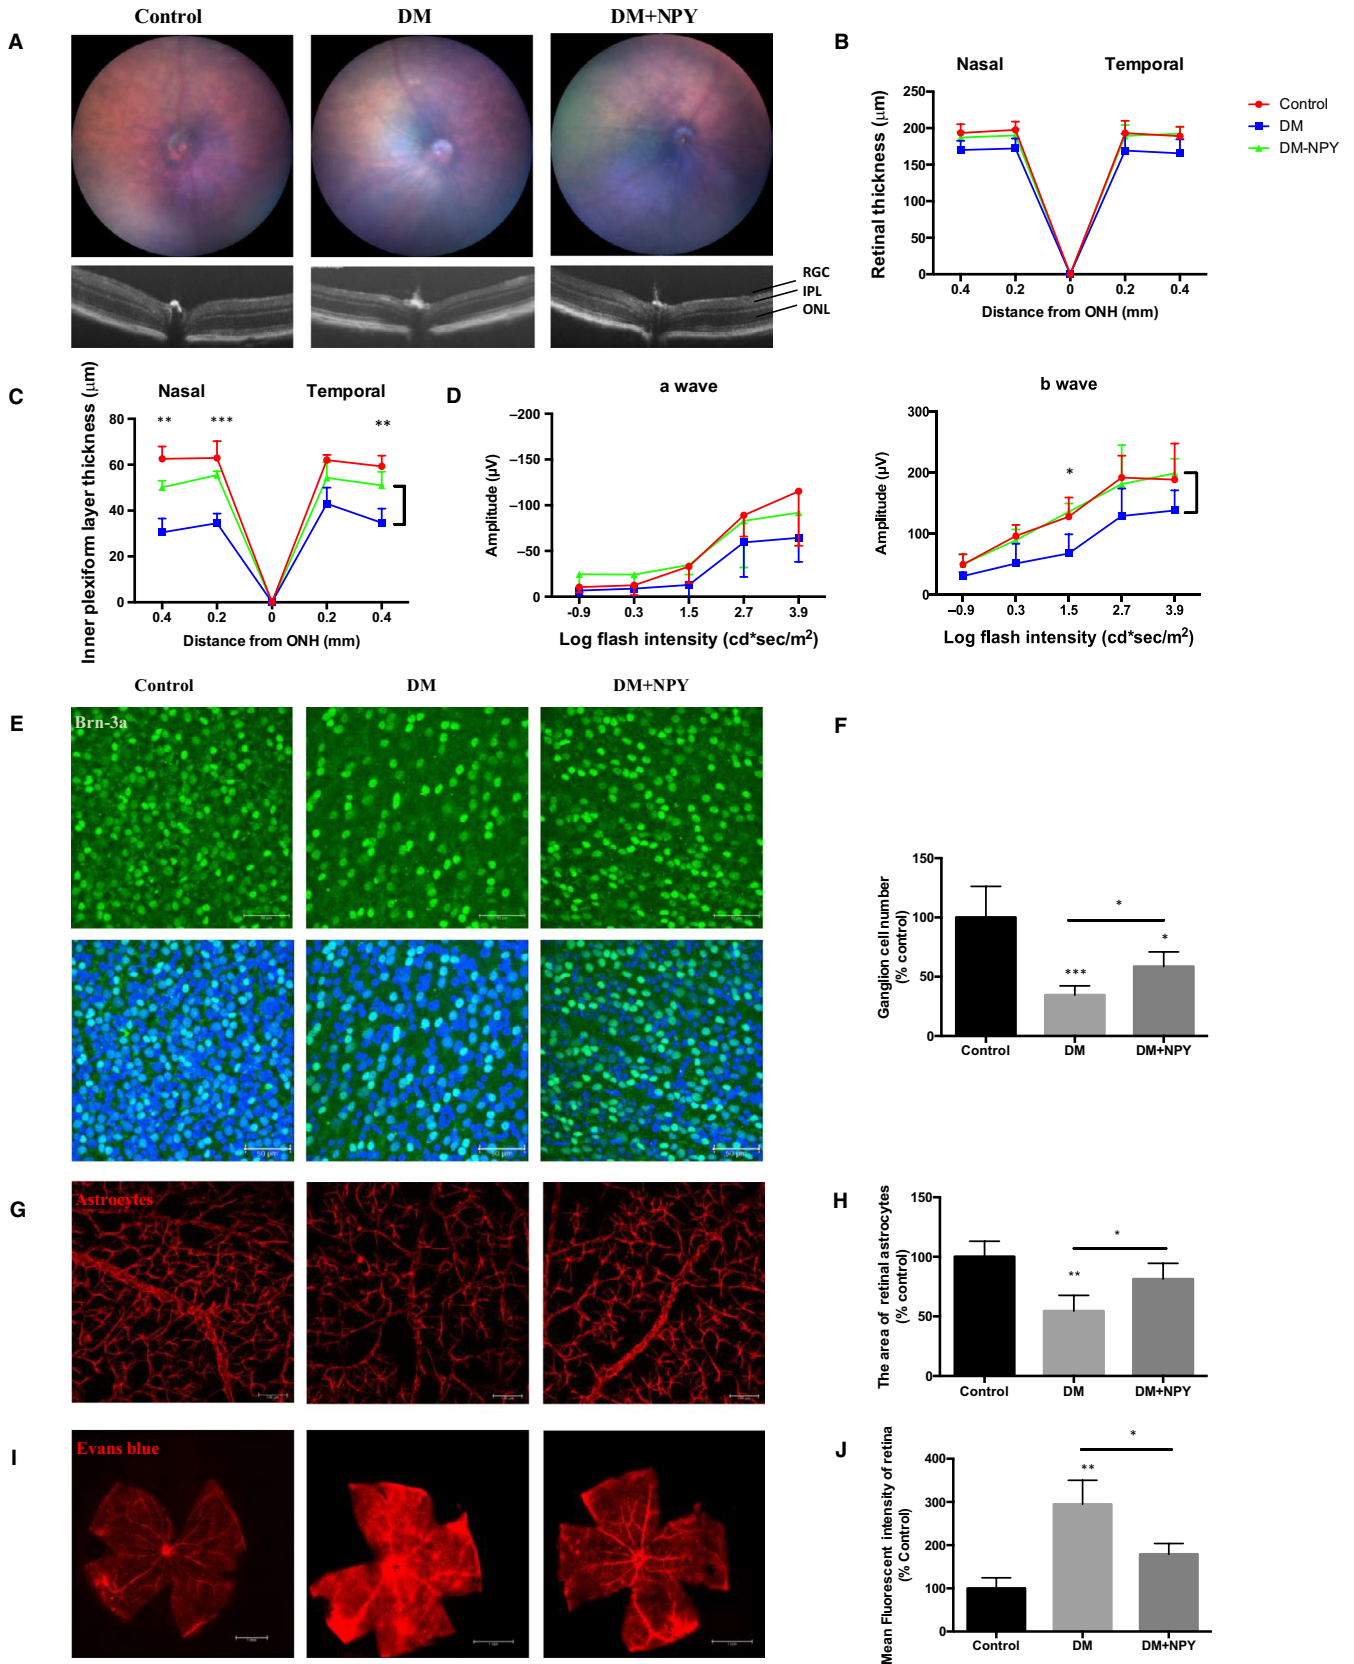 Control
DM
DM+NPY
A
RGC
IPL
ONL
B
Nasal
Temporal
Retinal thickness (μm)
250
200
150
100
50
0
0.4
0.2
0
0.2
0.4
Distance from ONH (mm)
Control
DM
DM-NPY
C
Nasal
Temporal
Inner plexiform layer thickness (μm)
80
60
40
20
0
**
***
**
0.4
0.2
0
0.2
0.4
Distance from ONH (mm)
D
a wave
Amplitude (μV)
–200
–150
–100
–50
0
-0.9
0.3
1.5
2.7
3.9
Log flash intensity (cd*sec/m2)
b wave
Amplitude (μV)
300
200
100
0
*
–0.9
0.3
1.5
2.7
3.9
Log flash intensity (cd*sec/m2)
Control
DM
DM+NPY
E
Brn-3a
50 μm
50 μm
50 μm
F
Ganglion cell number
(% control)
150
100
50
0
***
*
*
Control
DM
DM+NPY
G
Astrocytes
H
The area of retinal astrocytes
(% control)
150
100
50
0
**
*
Control
DM
DM+NPY
I
Evans blue
J
Mean Fluorescent intensity of retina
(% Control)
400
300
200
100
0
**
*
Control
DM
DM+NPY